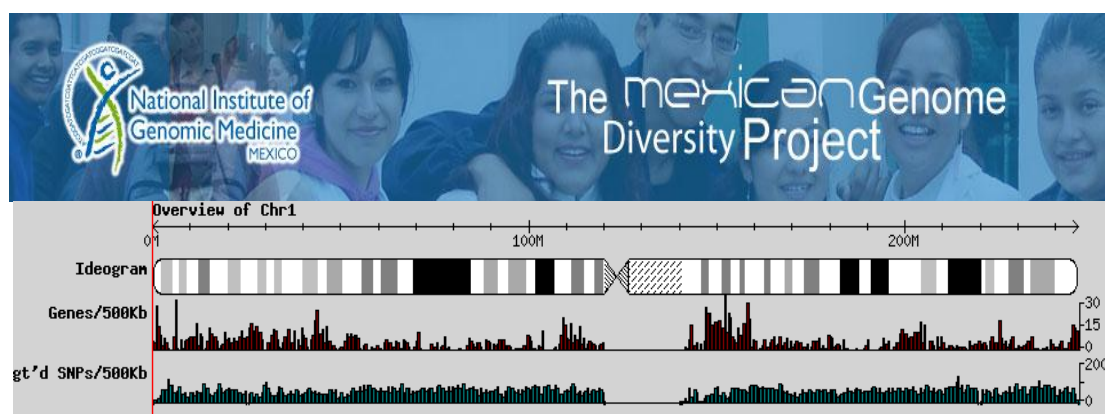 National Institute of
Genomic Medicine
MEXICO
The mexican Genome
Diversity Project
Overview of Chr1
0M 100M 200M
Ideogram
Genes/500Kb
30
15
0
gt'd SNPs/500Kb
200
0